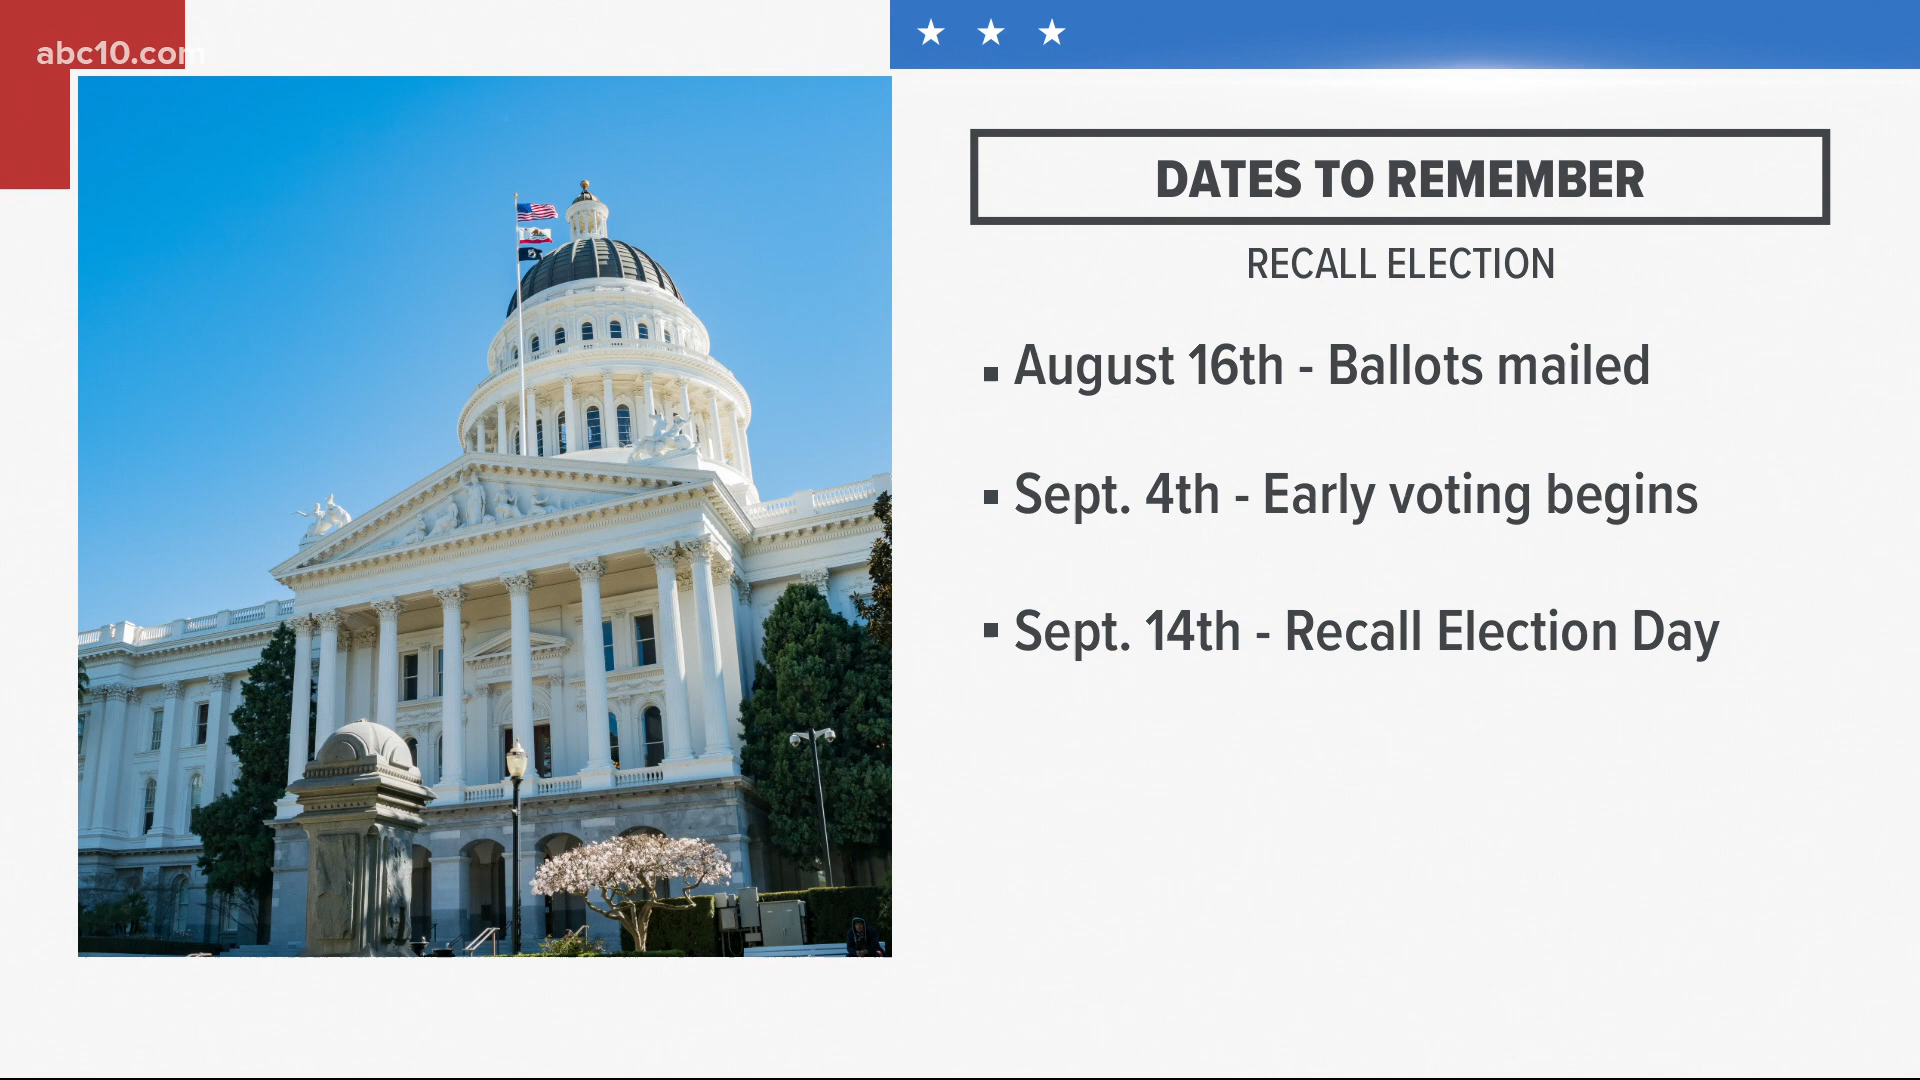 abc10.com
DATES TO REMEMBER
RECALL ELECTION
▪ August 16th - Ballots mailed
▪ Sept. 4th - Early voting begins
▪ Sept. 14th - Recall Election Day